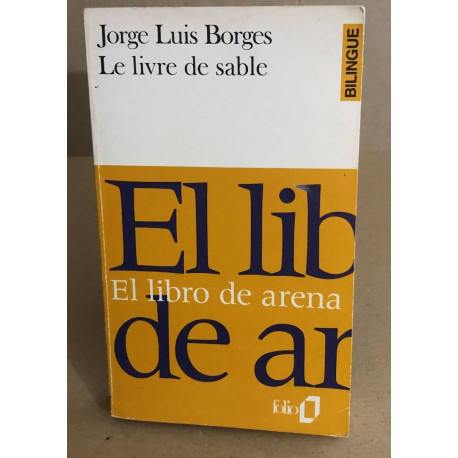 Jorge Luis Borges
Le livre de sable
BILINGUE
El lib
El libro de arena
de ar
folio